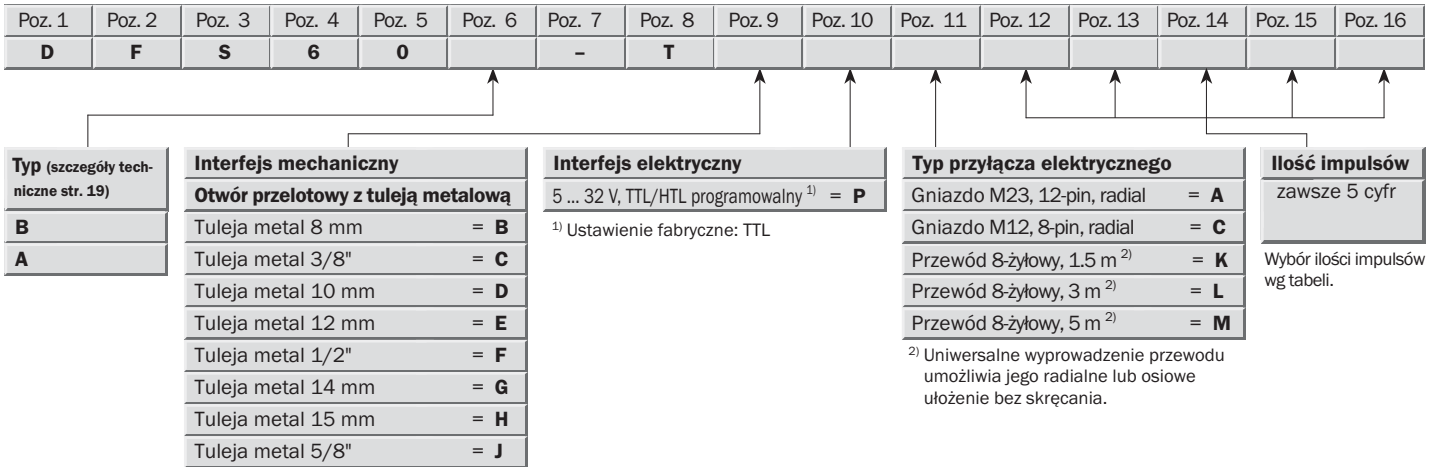 Poz. 1 Poz. 2 Poz. 3 Poz. 4 Poz. 5 Poz. 6 Poz. 7 Poz. 8 Poz. 9 Poz. 10 Poz. 11 Poz. 12 Poz. 13 Poz. 14 Poz. 15 Poz. 16
D F S 6 0 – T
Typ (szczegóły tech-
niczne str. 19)
B
A
Interfejs mechaniczny
Otwór przelotowy z tuleją metalową
Tuleja metal 8 mm = B
Tuleja metal 3/8" = C
Tuleja metal 10 mm = D
Tuleja metal 12 mm = E
Tuleja metal 1/2" = F
Tuleja metal 14 mm = G
Tuleja metal 15 mm = H
Tuleja metal 5/8" = J
Interfejs elektryczny
5 ... 32 V, TTL/HTL programowalny 1) = P
1) Ustawienie fabryczne: TTL
Typ przyłącza elektrycznego
Gniazdo M23, 12-pin, radial = A
Gniazdo M12, 8-pin, radial = C
Przewód 8-żyłowy, 1.5 m 2) = K
Przewód 8-żyłowy, 3 m 2) = L
Przewód 8-żyłowy, 5 m 2) = M
2) Uniwersalne wyprowadzenie przewodu
umożliwia jego radialne lub osiowe
ułożenie bez skręcania.
Ilość impulsów
zawsze 5 cyfr
Wybór ilości impulsów
wg tabeli.